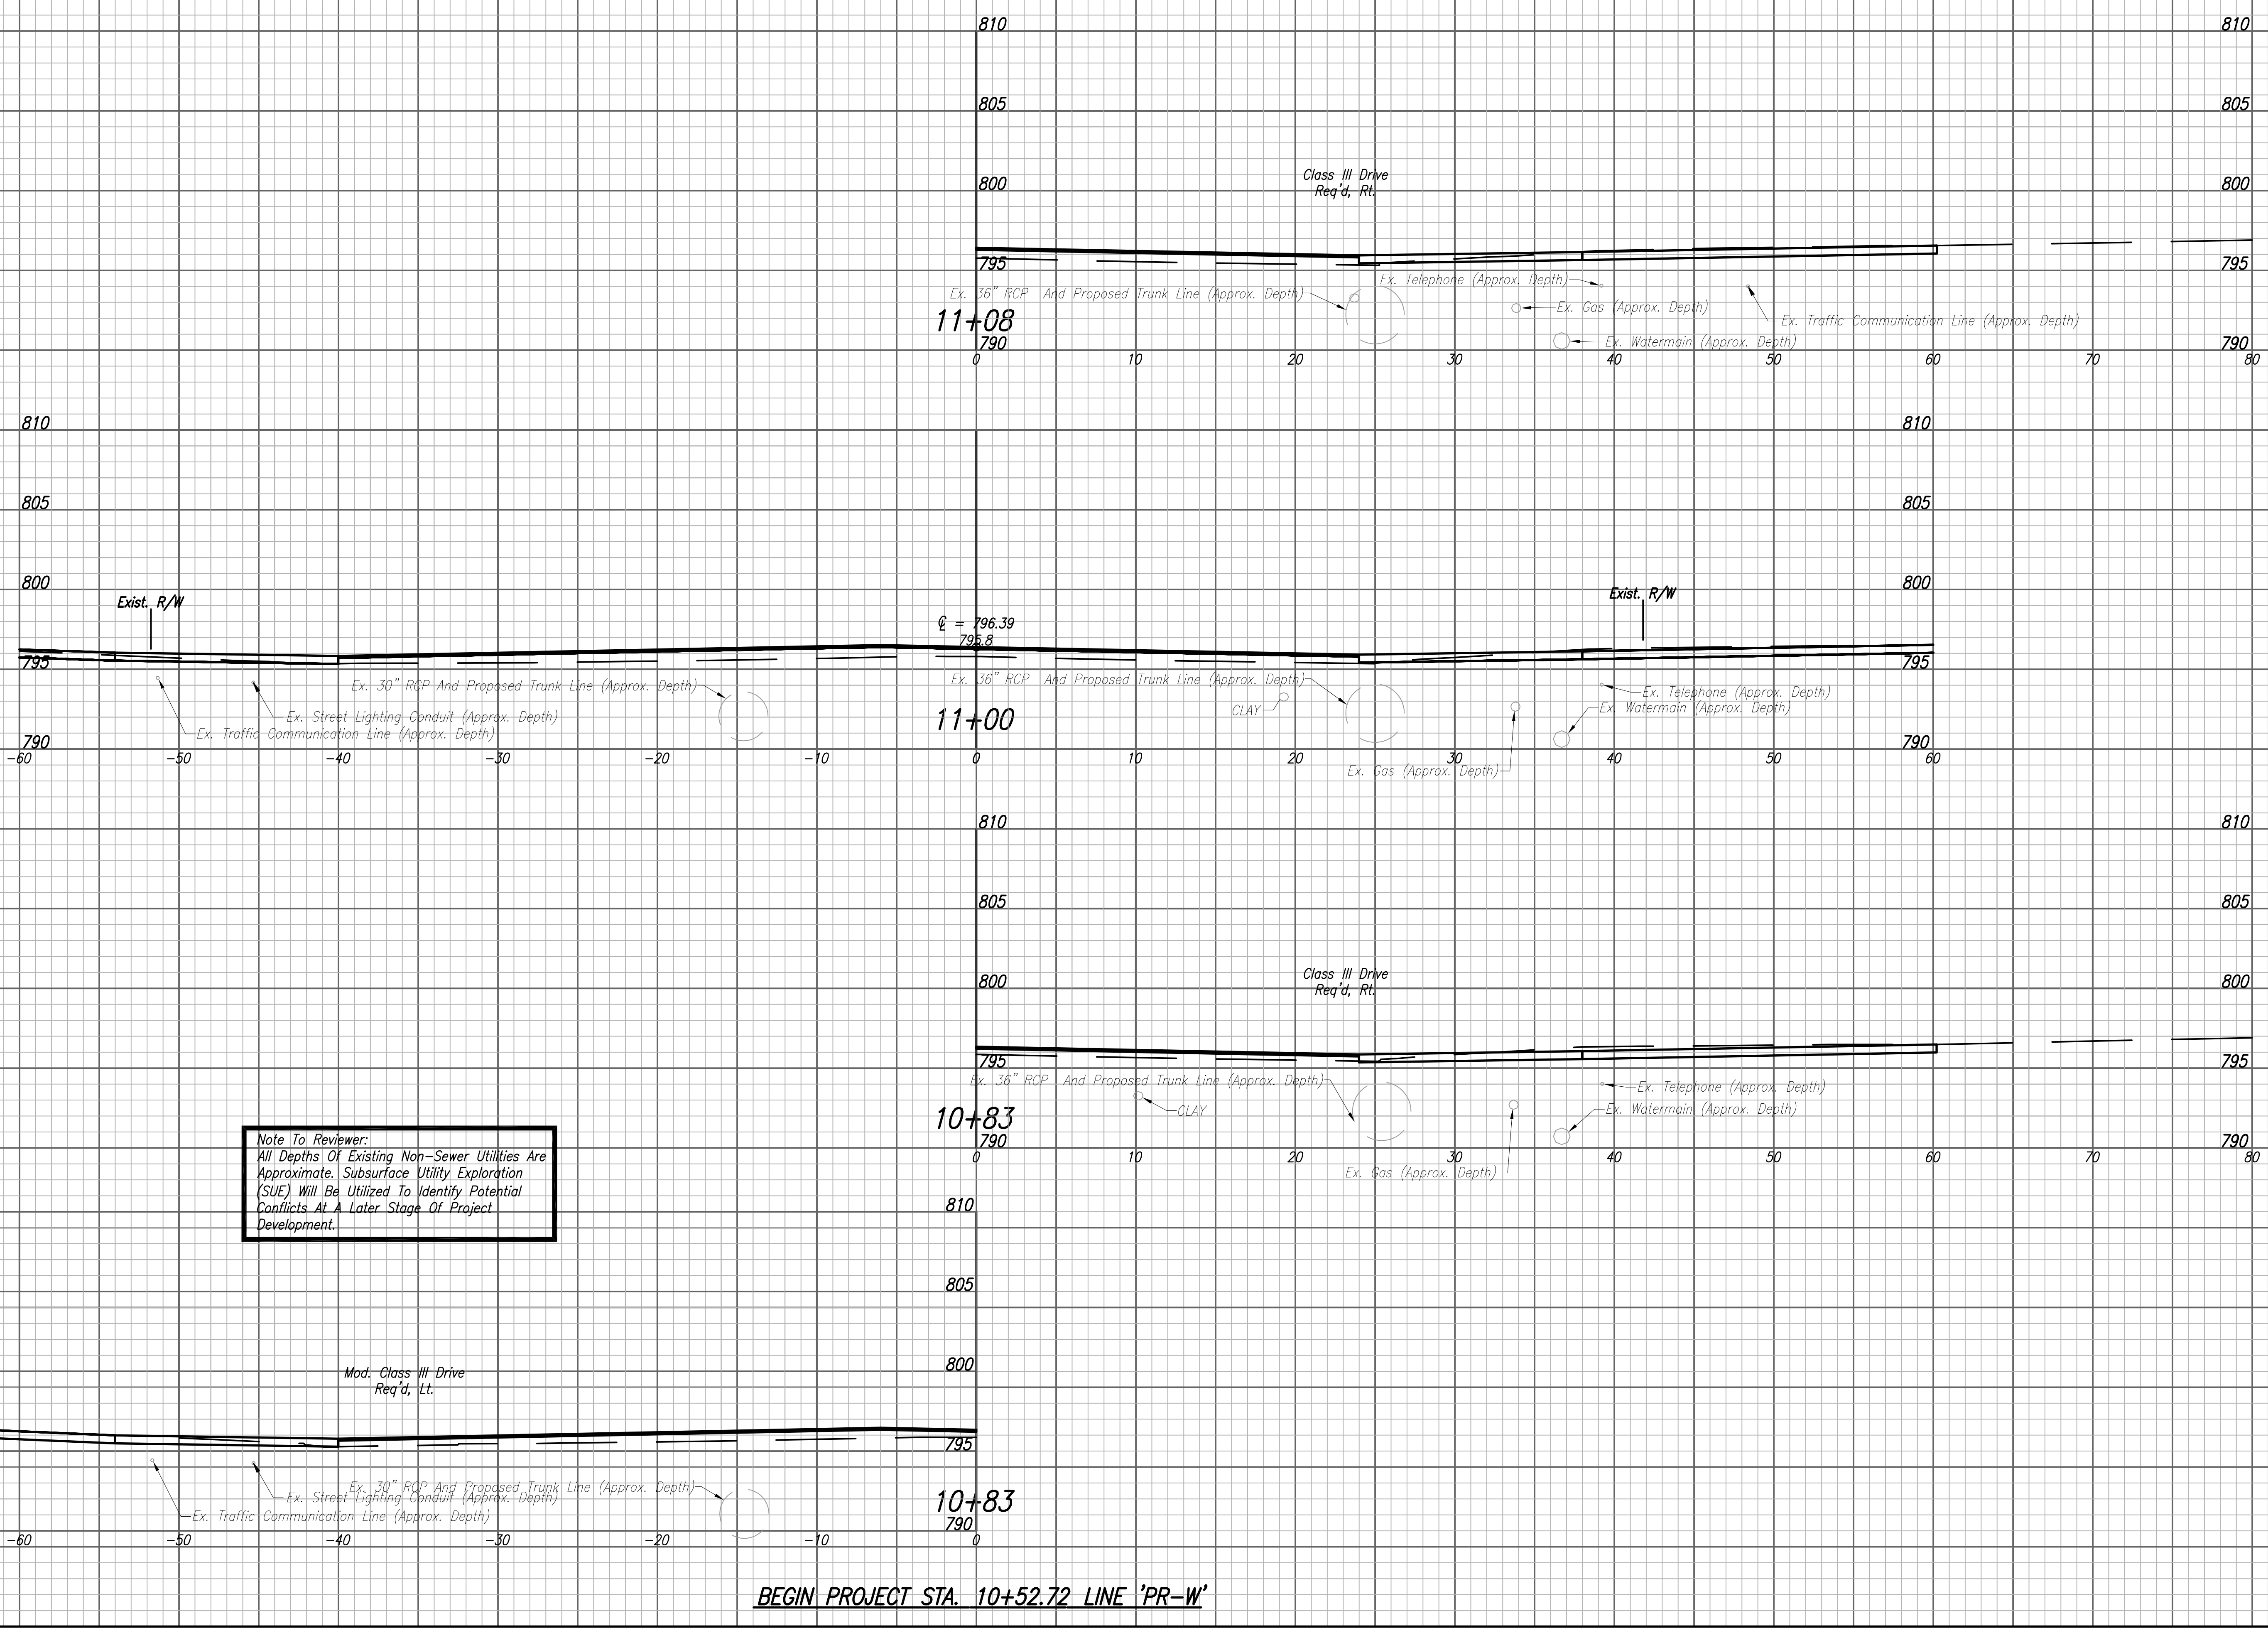 810 810
805 805
Class III Drive
Req'd, Rt.
800 800
795 795
Ex. Telephone (Approx. Depth)
Ex. 36" RCP And Proposed Trunk Line (Approx. Depth)
Ex. Gas (Approx. Depth)
11+08
Ex. Traffic Communication Line (Approx. Depth)
Ex. Watermain (Approx. Depth)
790 790
0 10 20 30 40 50 60 70 80
810 810
805 805
800 800
Exist. R/W Exist. R/W
℄ = 796.39
795.8
795 795
Ex. 30" RCP And Proposed Trunk Line (Approx. Depth)
Ex. 36" RCP And Proposed Trunk Line (Approx. Depth)
Ex. Telephone (Approx. Depth)
Ex. Watermain (Approx. Depth)
CLAY
Ex. Street Lighting Conduit (Approx. Depth)
11+00
Ex. Traffic Communication Line (Approx. Depth)
790 790
-60 -50 -40 -30 -20 -10 0 10 20 30 40 50 60
Ex. Gas (Approx. Depth)
810 810
805 805
Class III Drive
Req'd, Rt.
800 800
795 795
Ex. 36" RCP And Proposed Trunk Line (Approx. Depth)
Ex. Telephone (Approx. Depth)
CLAY
Ex. Watermain (Approx. Depth)
10+83
790 790
0 10 20 30 40 50 60 70 80
Ex. Gas (Approx. Depth)
Note To Reviewer:
All Depths Of Existing Non-Sewer Utilities Are
Approximate. Subsurface Utility Exploration
(SUE) Will Be Utilized To Identify Potential
Conflicts At A Later Stage Of Project
Development.
810
805
800
Mod. Class III Drive
Req'd, Lt.
795
Ex. 30" RCP And Proposed Trunk Line (Approx. Depth)
Ex. Street Lighting Conduit (Approx. Depth)
Ex. Traffic Communication Line (Approx. Depth)
10+83
790
-60 -50 -40 -30 -20 -10 0
BEGIN PROJECT STA. 10+52.72 LINE 'PR-W'